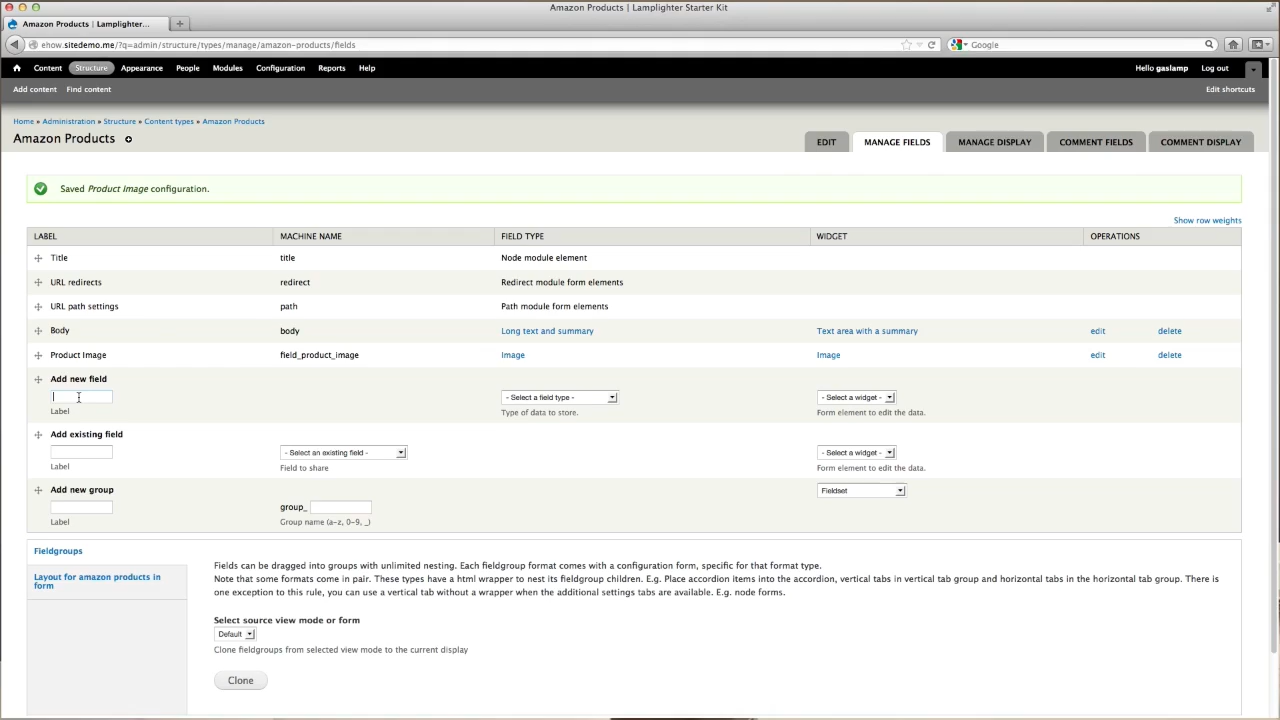 Amazon Products | Lamplighter Starter Kit
Amazon Products | Lamplighter...
ehow.sitedemo.me/?q=admin/structure/types/manage/amazon-products/fields
Google
Content Structure Appearance People Modules Configuration Reports Help Hello gaslamp Log out
Add content Find content Edit shortcuts
Home » Administration » Structure » Content types » Amazon Products
Amazon Products
EDIT MANAGE FIELDS MANAGE DISPLAY COMMENT FIELDS COMMENT DISPLAY
Saved Product Image configuration.
Show row weights
LABEL MACHINE NAME FIELD TYPE WIDGET OPERATIONS
Title title Node module element
URL redirects redirect Redirect module form elements
URL path settings path Path module form elements
Body body Long text and summary Text area with a summary edit delete
Product Image field_product_image Image Image edit delete
Add new field
- Select a field type - - Select a widget -
Label Type of data to store. Form element to edit the data.
Add existing field
- Select an existing field - - Select a widget -
Label Field to share Form element to edit the data.
Add new group Fieldset
group_
Label Group name (a-z, 0-9, _)
Fieldgroups
Layout for amazon products in
form
Fields can be dragged into groups with unlimited nesting. Each fieldgroup format comes with a configuration form, specific for that format type.
Note that some formats come in pair. These types have a html wrapper to nest its fieldgroup children. E.g. Place accordion items into the accordion, vertical tabs in vertical tab group and horizontal tabs in the horizontal tab group. There is
one exception to this rule, you can use a vertical tab without a wrapper when the additional settings tabs are available. E.g. node forms.
Select source view mode or form
Default
Clone fieldgroups from selected view mode to the current display
Clone